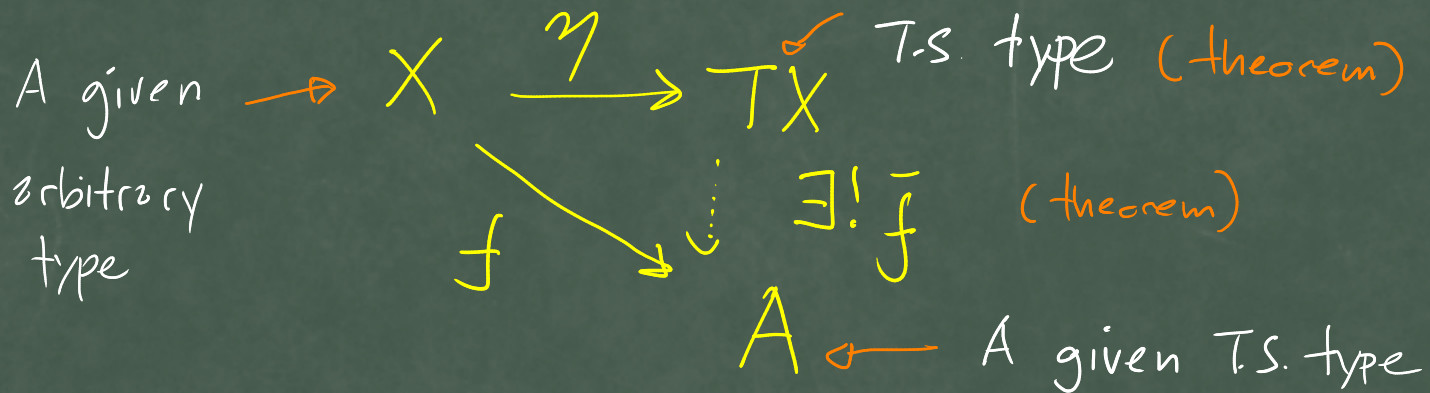 A given X η TX T.S. type (theorem)
arbitrary ∃! f̄ (theorem)
type f
A A given T.S. type